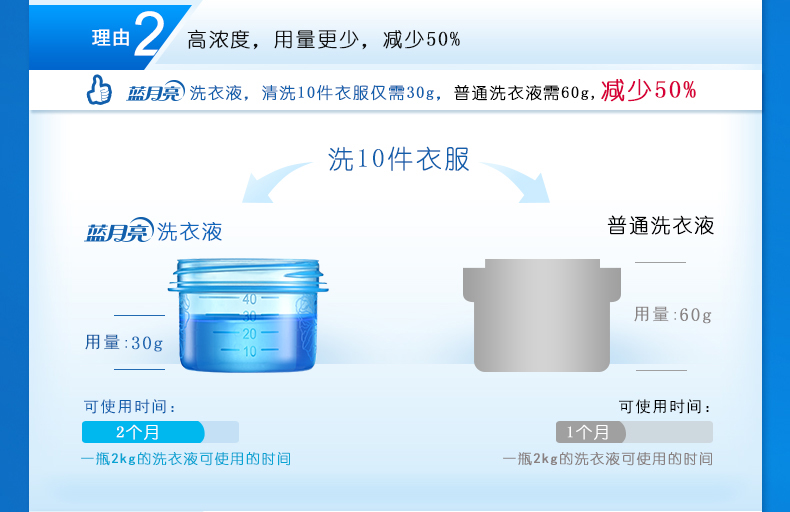 理由2
高浓度，用量更少，减少50%
蓝月亮洗衣液，清洗10件衣服仅需30g，普通洗衣液需60g,减少50%
洗10件衣服
蓝月亮洗衣液
普通洗衣液
40
30
20
10
用量:30g
用量:60g
可使用时间：
2个月
一瓶2kg的洗衣液可使用的时间
可使用时间：
1个月
一瓶2kg的洗衣液可使用的时间